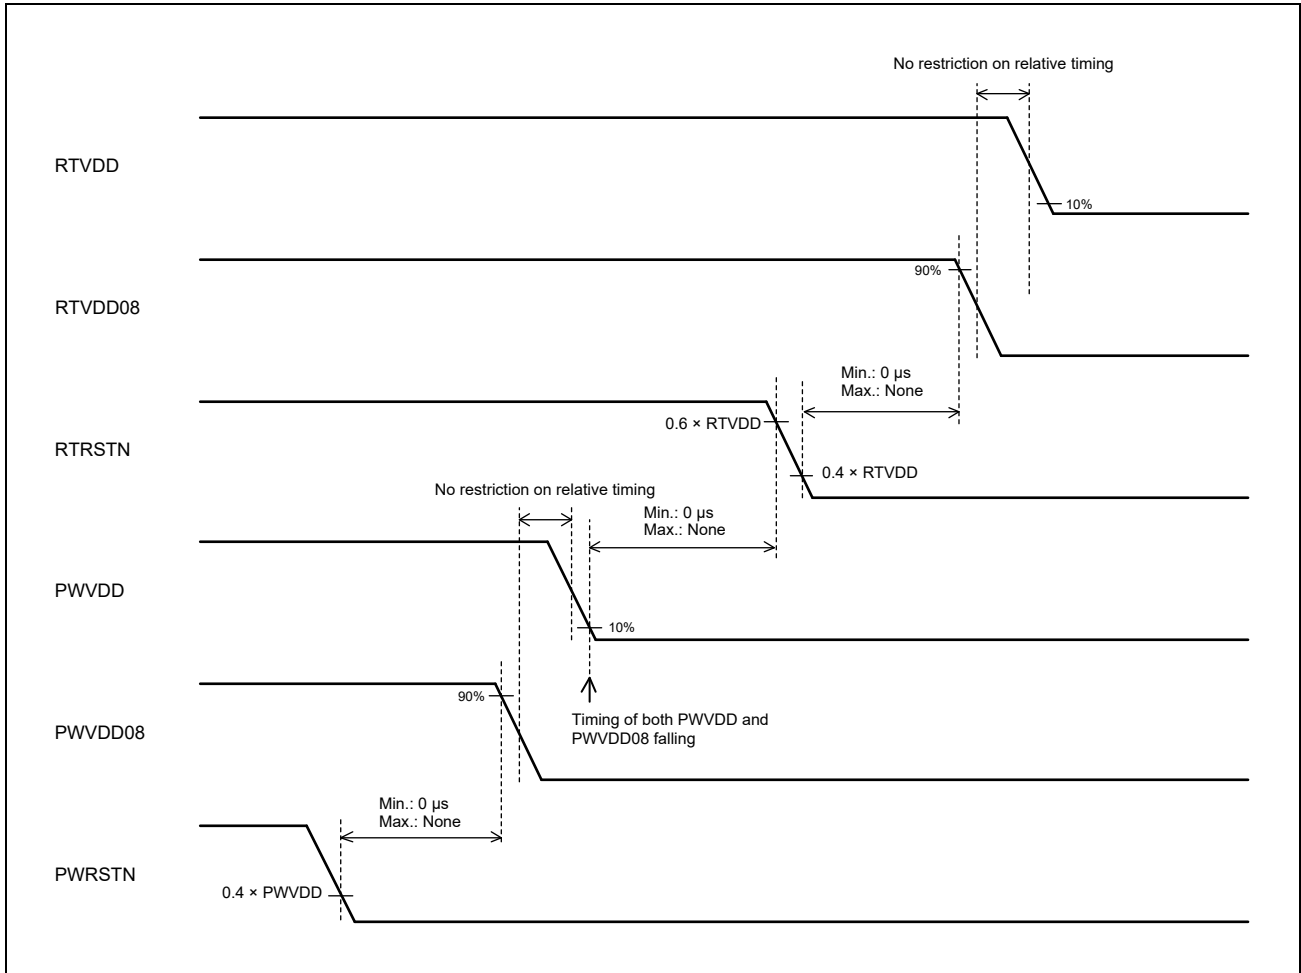 No restriction on relative timing
RTVDD
10%
90%
RTVDD08
Min.: 0 µs
Max.: None
0.6 × RTVDD
RTRSTN
0.4 × RTVDD
No restriction on relative timing
Min.: 0 µs
Max.: None
PWVDD
10%
90%
Timing of both PWVDD and
PWVDD08 falling
PWVDD08
Min.: 0 µs
Max.: None
PWRSTN
0.4 × PWVDD